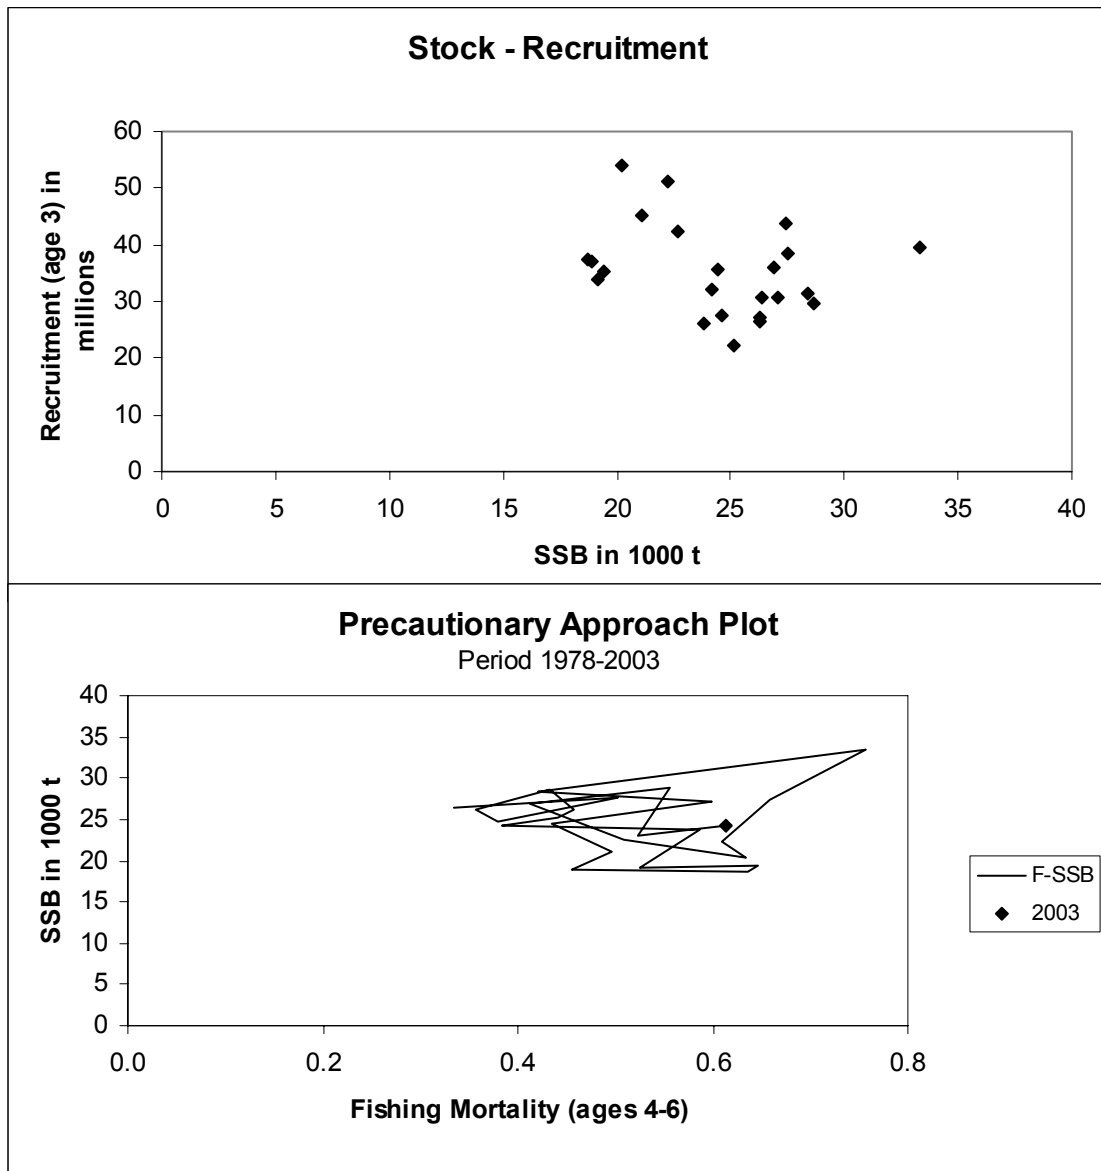 Stock - Recruitment
Recruitment (age 3) in
millions
60
50
40
30
20
10
0
0 5 10 15 20 25 30 35 40
SSB in 1000 t
Precautionary Approach Plot
Period 1978-2003
SSB in 1000 t
40
35
30
25
20
15
10
5
0
0.0 0.2 0.4 0.6 0.8
Fishing Mortality (ages 4-6)
F-SSB
2003